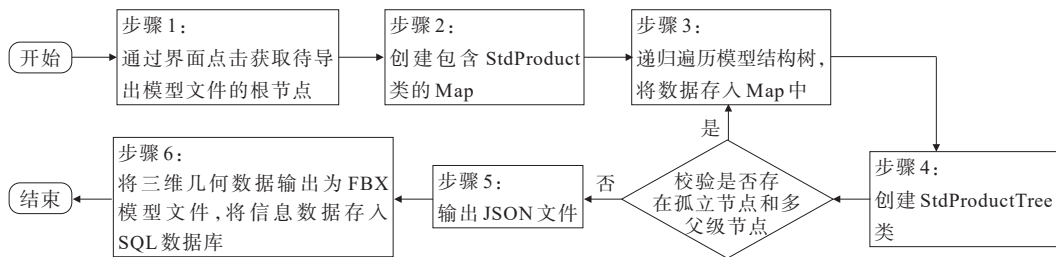 开始
步骤1：
通过界面点击获取待导
出模型文件的根节点
步骤2：
创建包含StdProduct
类的Map
步骤3：
递归遍历模型结构树，
将数据存入Map中
步骤4：
创建StdProductTree
类
校验是否存
在孤立节点和多
父级节点
是
否
步骤5：
输出JSON文件
步骤6：
将三维几何数据输出为FBX
模型文件，将信息数据存入
SQL数据库
结束